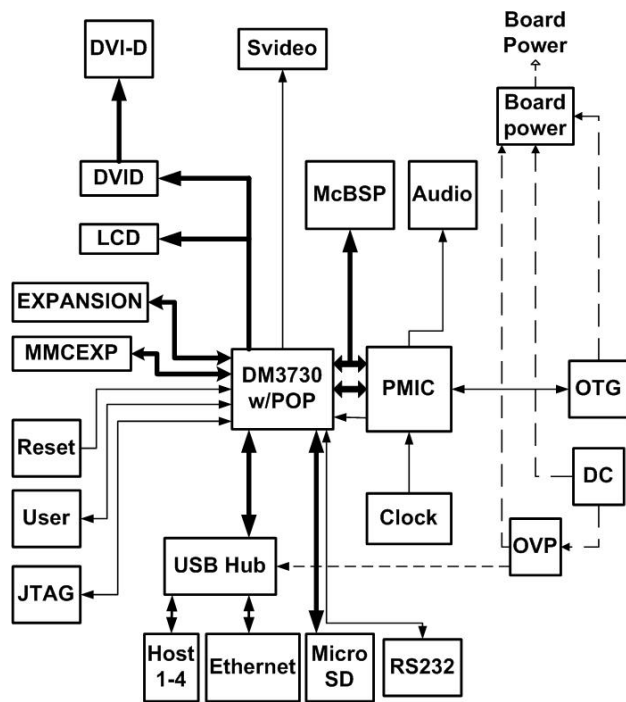 DVI-D
Svideo
Board
Power
Board
power
DVID
McBSP
Audio
LCD
EXPANSION
MMCEXP
DM3730
w/POP
PMIC
OTG
Reset
DC
User
Clock
OVP
USB Hub
JTAG
Host
1-4
Ethernet
Micro
SD
RS232